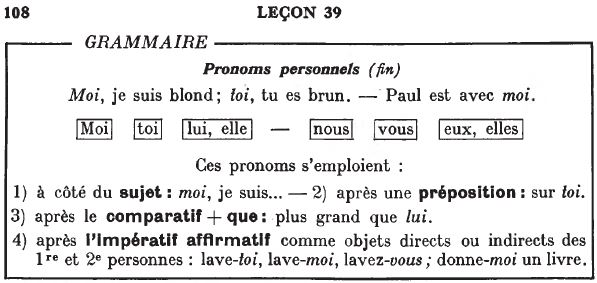 108 LEÇON 39
GRAMMAIRE
Pronoms personnels (fin)
Moi, je suis blond; toi, tu es brun. — Paul est avec moi.
Moi toi lui, elle — nous vous eux, elles
Ces pronoms s'emploient :
1) à côté du sujet : moi, je suis... — 2) après une préposition : sur toi.
3) après le comparatif + que : plus grand que lui.
4) après l'Impératif affirmatif comme objets directs ou indirects des
1re et 2e personnes : lave-toi, lave-moi, lavez-vous ; donne-moi un livre.